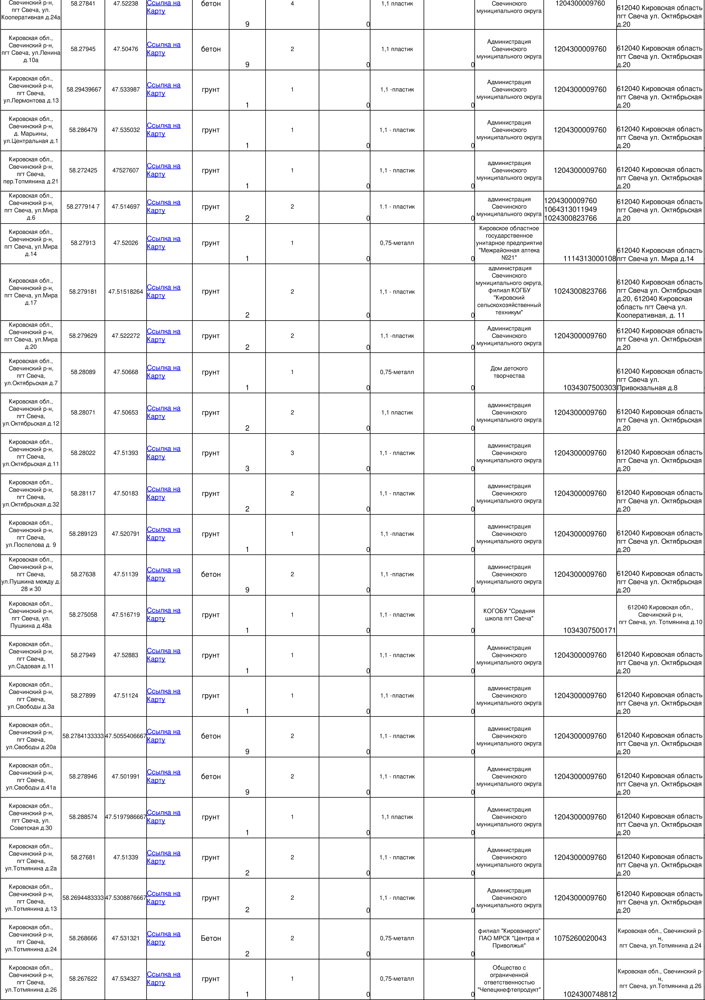 Свечинский р-н,
пгт Свеча, ул.
Кооперативная д.24а
58.27841
47.52238
Ссылка на
Карту
бетон
9
4
0
1,1 пластик
Свечинского
муниципального округа
1204300009760
612040 Кировская область
пгт Свеча ул. Октябрьская
д.20
Кировская обл.,
Свечинский р-н,
пгт Свеча, ул.Ленина
д.10а
58.27945
47.50476
Ссылка на
Карту
бетон
9
2
0
1,1 пластик
0
Администрация
Свечинского
муниципального округа
1204300009760
612040 Кировская область
пгт Свеча ул. Октябрьская
д.20
Кировская обл.,
Свечинский р-н,
пгт Свеча,
ул.Лермонтова д.13
58.29439667
47.533987
Ссылка на
Карту
грунт
1
1
0
1,1 -пластик
0
Администрация
Свечинского
муниципального округа
1204300009760
612040 Кировская область
пгт Свеча ул. Октябрьская
д.20
Кировская обл.,
Свечинский р-н,
д. Марьины,
ул.Центральная д.1
58.286479
47.535032
Ссылка на
Карту
грунт
1
1
0
1,1 - пластик
0
Администрация
Свечинского
муниципального округа
1204300009760
612040 Кировская область
пгт Свеча ул. Октябрьская
д.20
Кировская обл.,
Свечинский р-н,
пгт Свеча,
пер.Тотмянина д.21
58.272425
47527607
Ссылка на
Карту
грунт
1
1
0
1,1 - пластик
0
администрация
Свечинского
муниципального округа
1204300009760
612040 Кировская область
пгт Свеча ул. Октябрьская
д.20
Кировская обл.,
Свечинский р-н,
пгт Свеча, ул.Мира
д.6
58.277914 7
47.514697
Ссылка на
Карту
грунт
2
2
0
1.1 - пластик
0
администрация
Свечинского
муниципального округа
1204300009760
1064313011949
1024300823766
612040 Кировская область
пгт Свеча ул. Октябрьская
д.20
Кировская обл.,
Свечинский р-н,
пгт Свеча, ул.Мира
д.14
58.27913
47.52026
Ссылка на
Карту
грунт
1
1
0
0,75-металл
0
Кировское областное
государственное
унитарное предприятие
"Межрайонная аптека
№21"
1114313000108
612040 Кировская область
пгт Свеча ул. Мира д.14
Кировская обл.,
Свечинский р-н,
пгт Свеча, ул.Мира
д.17
58.279181
47.51518264
Ссылка на
Карту
грунт
2
2
0
1,1 - пластик
0
администрация
Свечинского
муниципального округа,
филиал КОГБУ
"Кировский
сельскохозяйственный
техникум"
1024300823766
612040 Кировская область
пгт Свеча ул. Октябрьская
д.20, 612040 Кировская
область пгт Свеча ул.
Кооперативная, д. 11
Кировская обл.,
Свечинский р-н,
пгт Свеча, ул.Мира
д.20
58.279629
47.522272
Ссылка на
Карту
грунт
2
2
0
1,1 -пластик
0
Администрация
Свечинского
муниципального округа
1204300009760
612040 Кировская область
пгт Свеча ул. Октябрьская
д.20
Кировская обл.,
Свечинский р-н,
пгт Свеча,
ул.Октябрьская д.7
58.28089
47.50668
Ссылка на
Карту
грунт
1
1
0
0,75-металл
0
Дом детского
творчества
1034307500303
612040 Кировская область
пгт Свеча ул.
Привокзальная д.8
Кировская обл.,
Свечинский р-н,
пгт Свеча,
ул.Октябрьская д.12
58.28071
47.50653
Ссылка на
Карту
грунт
2
2
0
1,1 пластик
0
администрация
Свечинского
муниципального округа
1204300009760
612040 Кировская область
пгт Свеча ул. Октябрьская
д.20
Кировская обл.,
Свечинский р-н,
пгт Свеча,
ул.Октябрьская д.11
58.28022
47.51393
Ссылка на
Карту
грунт
3
3
0
1,1 - пластик
0
администрация
Свечинского
муниципального округа
1204300009760
612040 Кировская область
пгт Свеча ул. Октябрьская
д.20
Кировская обл.,
Свечинский р-н,
пгт Свеча,
ул.Октябрьская д.32
58.28117
47.50183
Ссылка на
Карту
грунт
2
2
0
1,1 - пластик
0
администрация
Свечинского
муниципального округа
1204300009760
612040 Кировская область
пгт Свеча ул. Октябрьская
д.20
Кировская обл.,
Свечинский р-н,
пгт Свеча,
ул.Поспелова д. 9
58.289123
47.520791
Ссылка на
Карту
грунт
1
1
0
1,1 -пластик
0
администрация
Свечинского
муниципального округа
1204300009760
612040 Кировская область
пгт Свеча ул. Октябрьская
д.20
Кировская обл.,
Свечинский р-н,
пгт Свеча,
ул.Пушкина между д.
28 и 30
58.27638
47.51139
Ссылка на
Карту
бетон
9
2
0
1,1 -пластик
0
администрация
Свечинского
муниципального округа
1204300009760
612040 Кировская область
пгт Свеча ул. Октябрьская
д.20
Кировская обл.,
Свечинский р-н,
пгт Свеча, ул.
Пушкина д.48а
58.275058
47.516719
Ссылка на
Карту
грунт
1
1
0
1,1 - пластик
0
КОГОБУ "Средняя
школа пгт Свеча"
1034307500171
612040 Кировская обл.,
Свечинский р-н,
пгт Свеча, ул. Тотмянина д.10
Кировская обл.,
Свечинский р-н,
пгт Свеча,
ул.Садовая д.11
58.27949
47.52883
Ссылка на
Карту
грунт
1
1
0
1,1 - пластик
0
Администрация
Свечинского
муниципального округа
1204300009760
612040 Кировская область
пгт Свеча ул. Октябрьская
д.20
Кировская обл.,
Свечинский р-н,
пгт Свеча,
ул.Свободы д.3а
58.27899
47.51124
Ссылка на
Карту
грунт
1
1
0
1,1 -пластик
0
администрация
Свечинского
муниципального округа
1204300009760
612040 Кировская область
пгт Свеча ул. Октябрьская
д.20
Кировская обл.,
Свечинский р-н,
пгт Свеча,
ул.Свободы д.20а
58.2784133333
47.5055406667
Ссылка на
Карту
бетон
9
2
0
1,1 - пластик
0
администрация
Свечинского
муниципального округа
1204300009760
612040 Кировская область
пгт Свеча ул. Октябрьская
д.20
Кировская обл.,
Свечинский р-н,
пгт Свеча,
ул.Свободы д.41а
58.278946
47.501991
Ссылка на
Карту
бетон
9
2
0
1,1 - пластик
0
Администрация
Свечинского
муниципального округа
1204300009760
612040 Кировская область
пгт Свеча ул. Октябрьская
д.20
Кировская обл.,
Свечинский р-н,
пгт Свеча, ул.
Советская д.30
58.288574
47.5197986667
Ссылка на
Карту
грунт
1
1
0
1,1 пластик
0
Администрация
Свечинского
муниципального округа
1204300009760
612040 Кировская область
пгт Свеча ул. Октябрьская
д.20
Кировская обл.,
Свечинский р-н,
пгт Свеча,
ул.Тотмянина д.2а
58.27681
47.51339
Ссылка на
Карту
грунт
2
2
0
1,1 - пластик
0
Администрация
Свечинского
муниципального округа
1204300009760
612040 Кировская область
пгт Свеча ул. Октябрьская
д.20
Кировская обл.,
Свечинский р-н,
пгт Свеча,
ул.Тотмянина д.13
58.2694483333
47.5308876667
Ссылка на
Карту
грунт
2
2
0
1,1 - пластик
0
Администрация
Свечинского
муниципального округа
1204300009760
612040 Кировская область
пгт Свеча ул. Октябрьская
д.20
Кировская обл.,
Свечинский р-н,
пгт Свеча,
ул.Тотмянина д.24
58.268666
47.531321
Ссылка на
Карту
Бетон
2
2
0
0,75-металл
0
филиал "Кировэнерго"
ПАО МРСК "Центра и
Приволжья"
1075260020043
Кировская обл., Свечинский р-
н,
пгт Свеча, ул.Тотмянина д.24
Кировская обл.,
Свечинский р-н,
пгт Свеча,
ул.Тотмянина д.26
58.267622
47.534327
Ссылка на
Карту
грунт
1
1
0
0,75-металл
0
Общество с
ограниченной
ответственностью
"Чепецкнефтепродукт"
1024300748812
Кировская обл., Свечинский р-
н,
пгт Свеча, ул.Тотмянина д.26